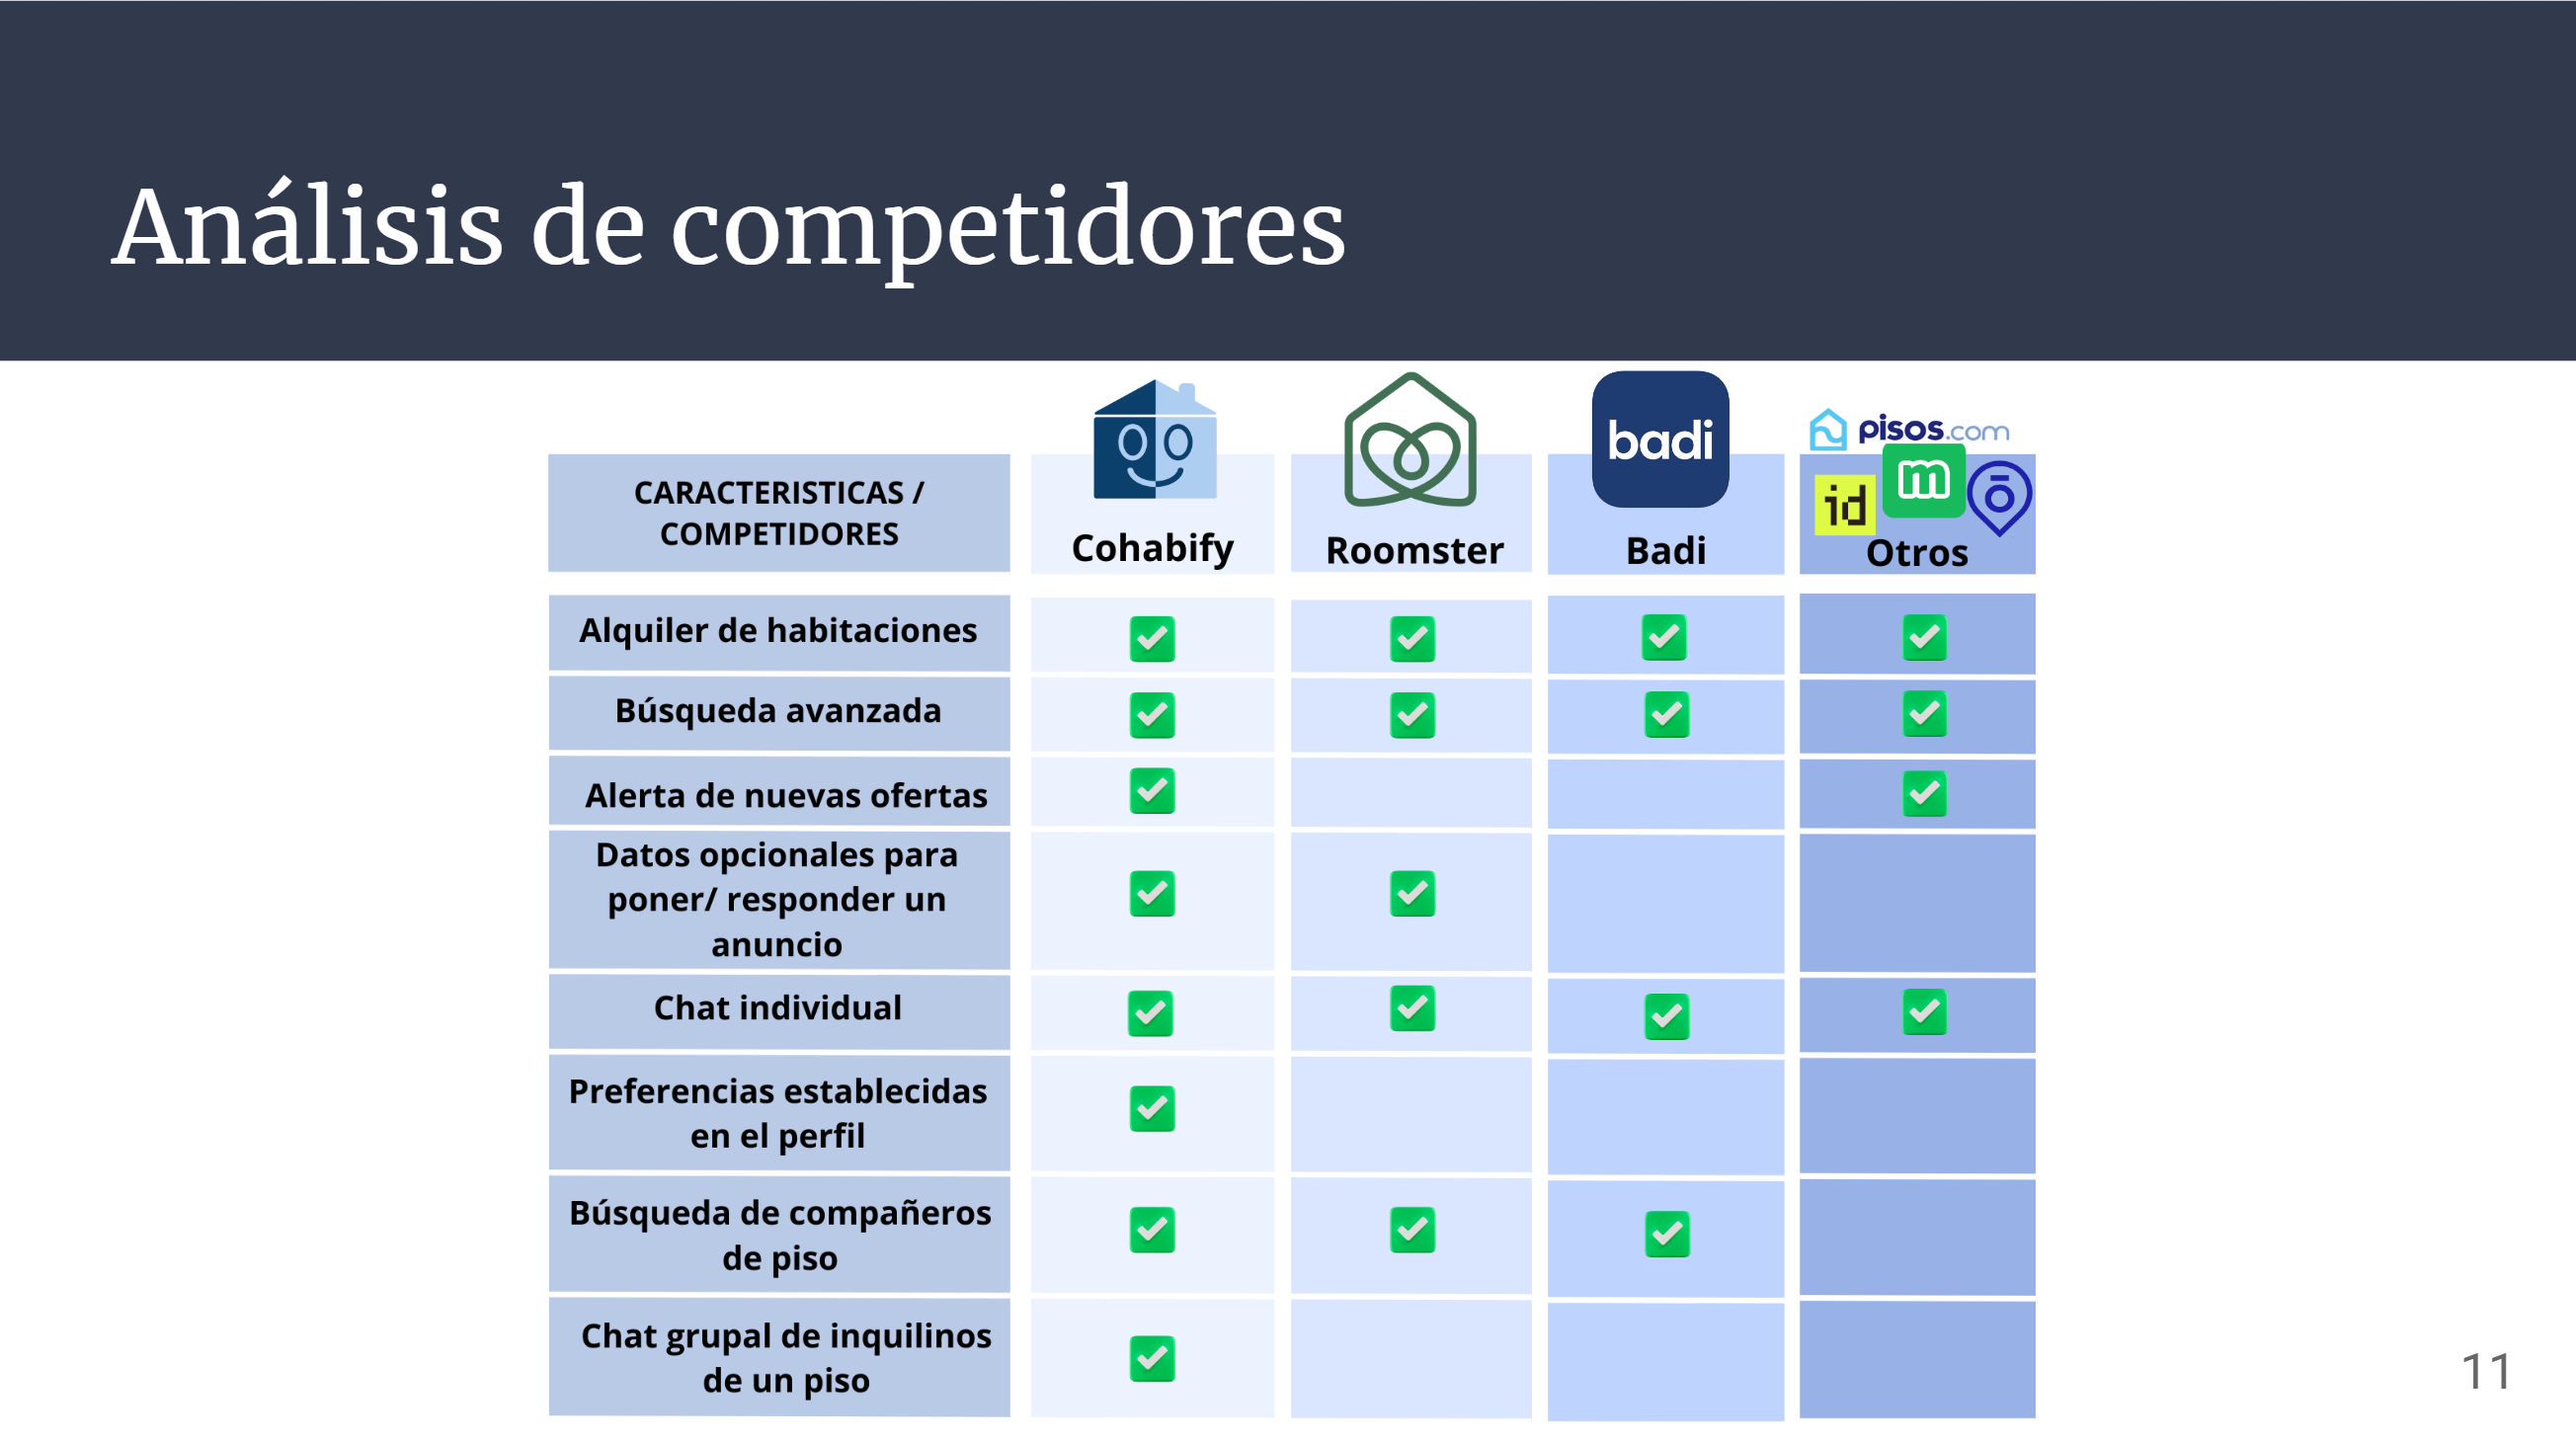 Análisis de competidores
badi
pisos.com
id
m
ō
CARACTERISTICAS /
COMPETIDORES
Cohabify
Roomster
Badi
Otros
Alquiler de habitaciones
Búsqueda avanzada
Alerta de nuevas ofertas
Datos opcionales para
poner/ responder un
anuncio
Chat individual
Preferencias establecidas
en el perfil
Búsqueda de compañeros
de piso
Chat grupal de inquilinos
de un piso
11